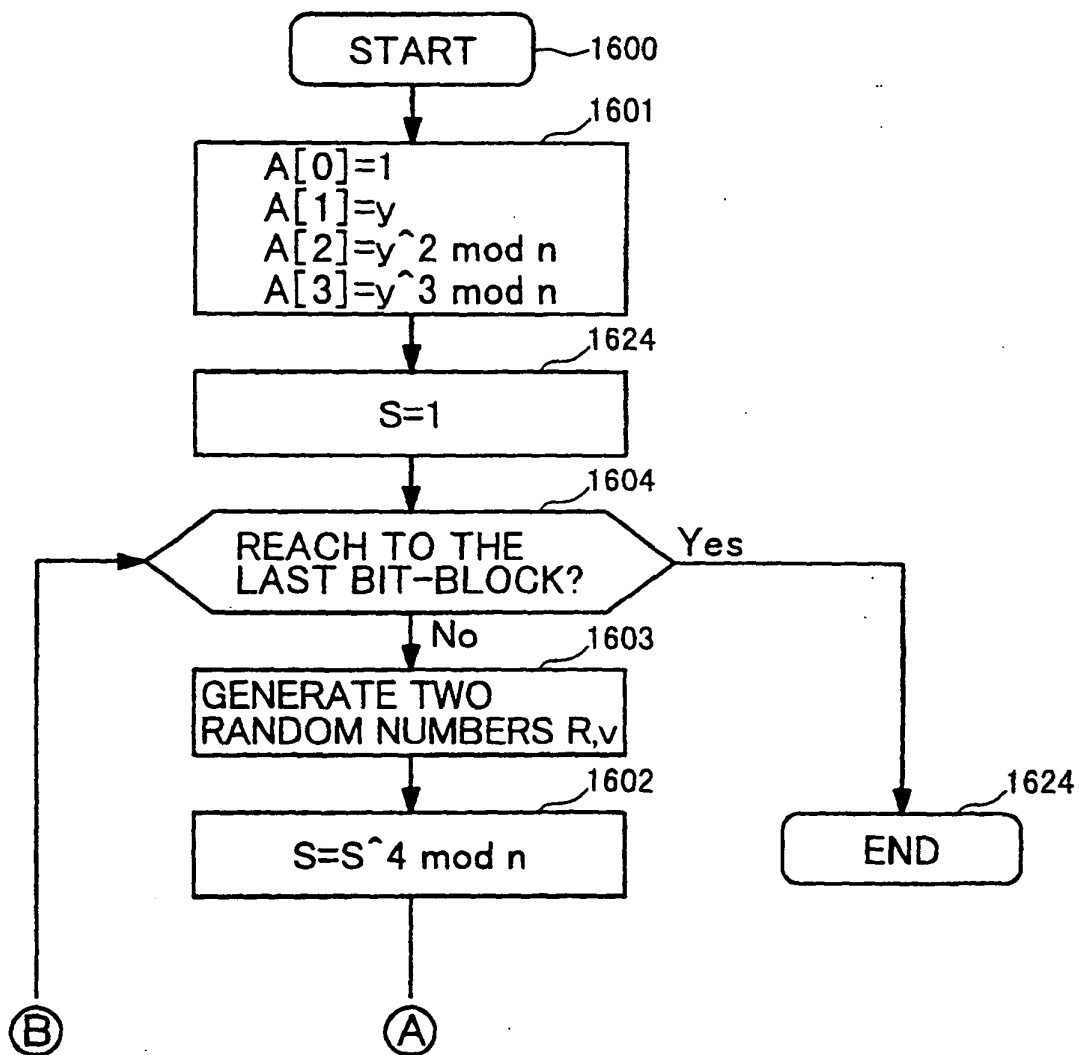 START
1600
1601
A[0]=1
A[1]=y
A[2]=y^2 mod n
A[3]=y^3 mod n
1624
S=1
1604
REACH TO THE
LAST BIT-BLOCK?
Yes
No
1603
GENERATE TWO
RANDOM NUMBERS R,v
1602
S=S^4 mod n
1624
END
B
A